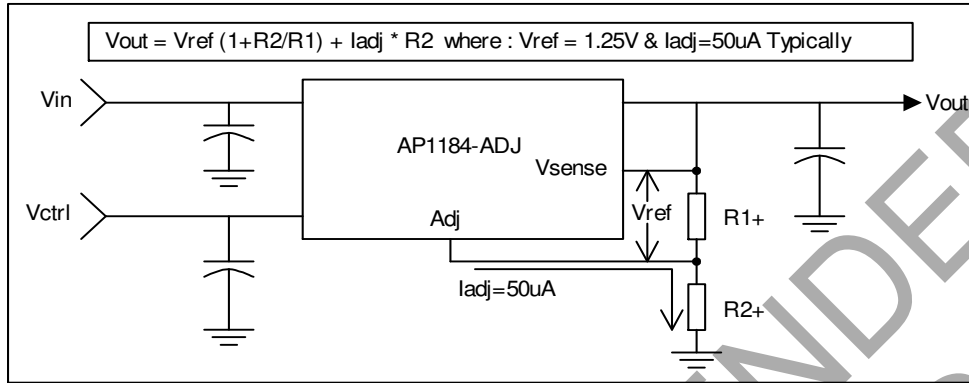 Vout = Vref (1+R2/R1) + Iadj * R2 where : Vref = 1.25V & Iadj=50uA Typically
Vin
Vout
AP1184-ADJ
Vsense
Vctrl
Adj
Vref
R1+
Iadj=50uA
R2+